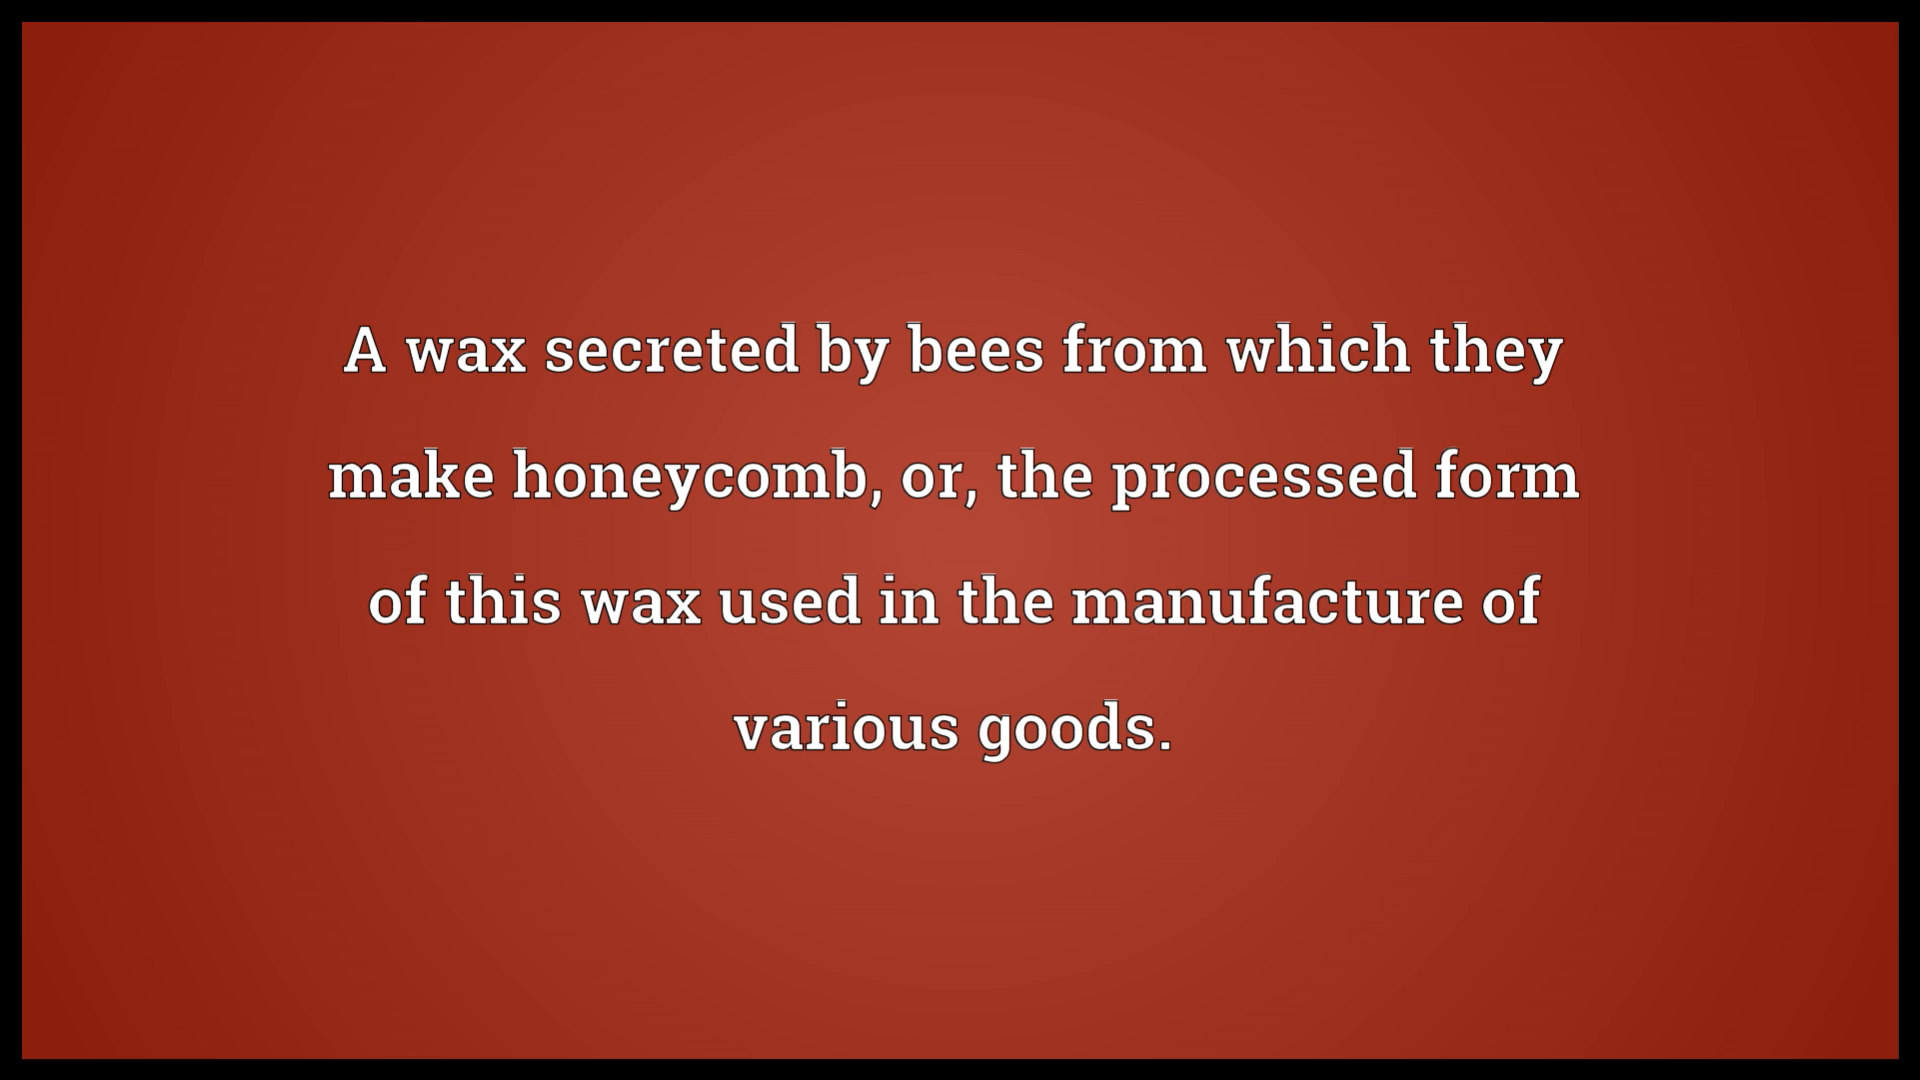 A wax secreted by bees from which they
make honeycomb, or, the processed form
of this wax used in the manufacture of
various goods.